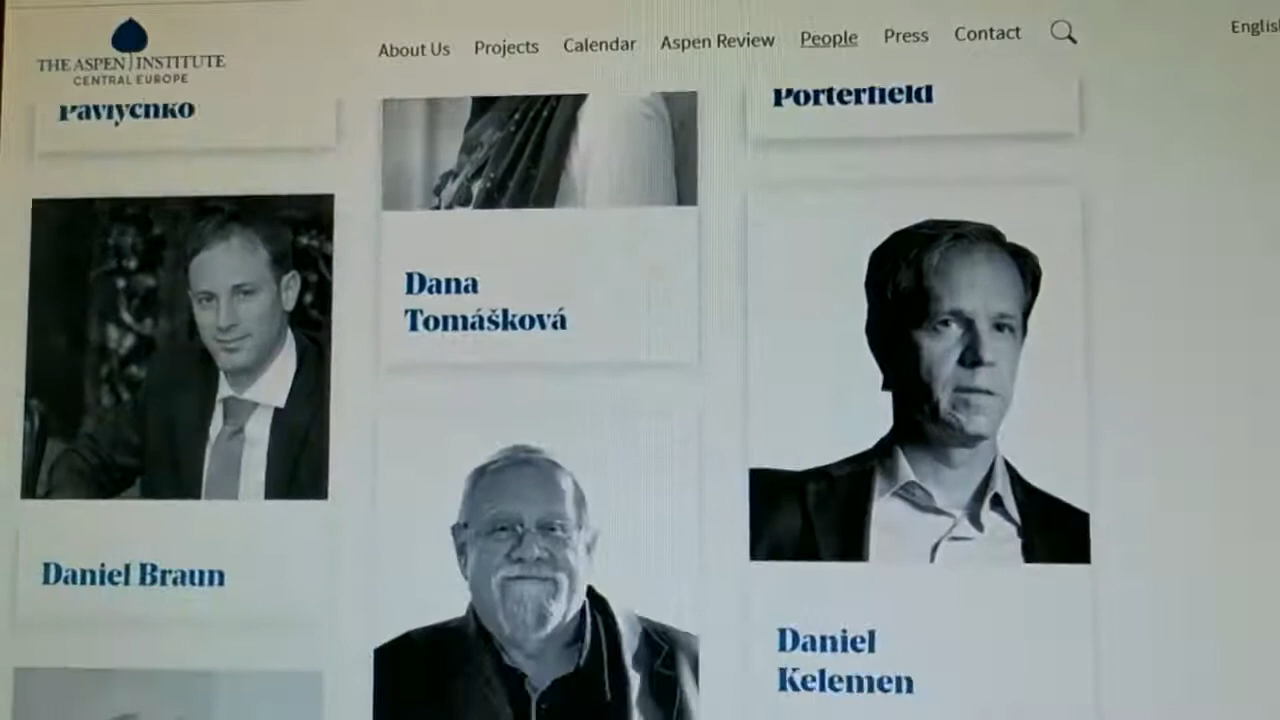 THE ASPEN INSTITUTE
CENTRAL EUROPE
About Us Projects Calendar Aspen Review People Press Contact
Pavlychko
Porterfield
Dana
Tomášková
Daniel Braun
Daniel
Kelemen